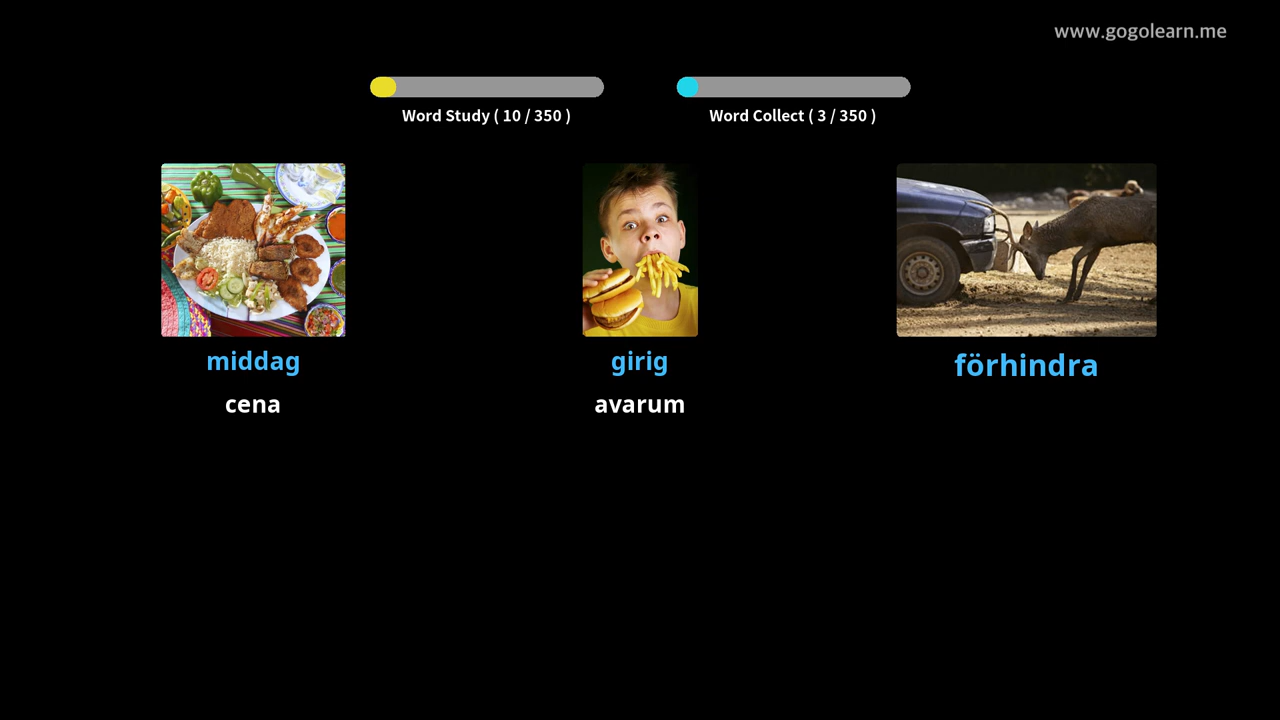 www.gogolearn.me
Word Study ( 10 / 350 )
Word Collect ( 3 / 350 )
middag
girig
förhindra
cena
avarum